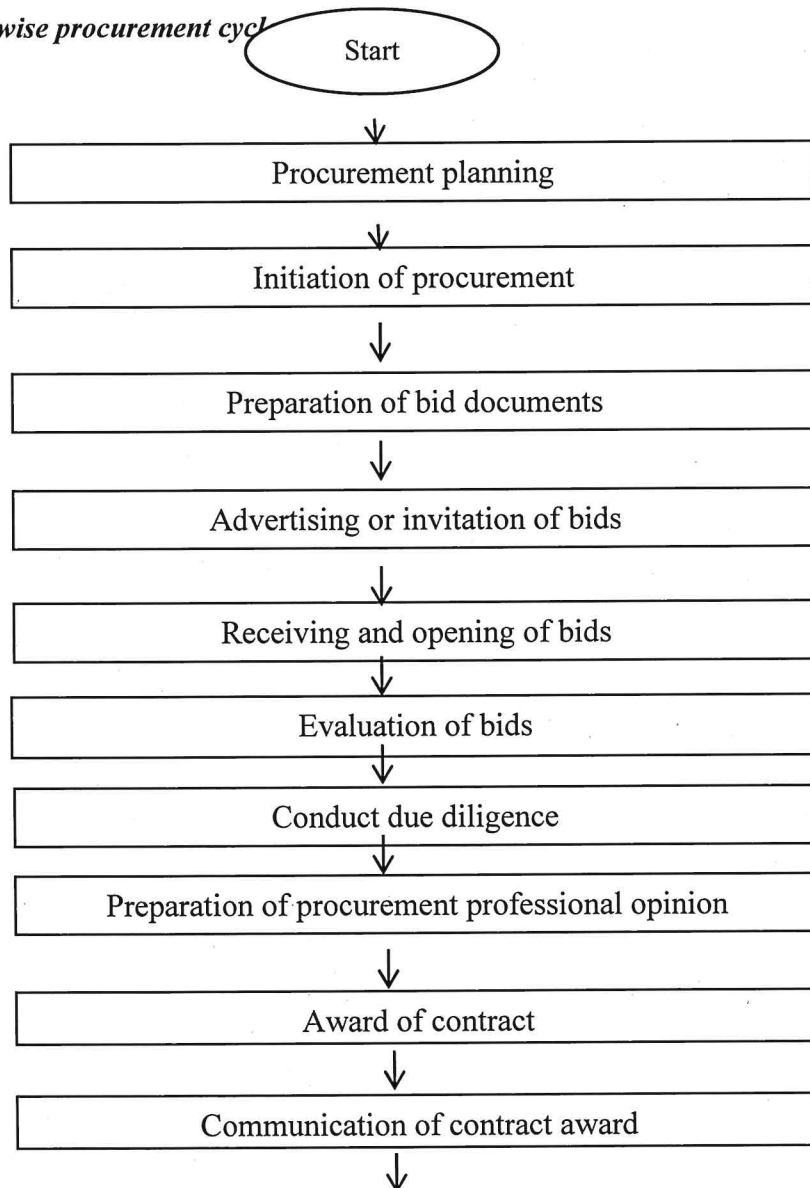 wise procurement cycl
Start
Procurement planning
Initiation of procurement
Preparation of bid documents
Advertising or invitation of bids
Receiving and opening of bids
Evaluation of bids
Conduct due diligence
Preparation of procurement professional opinion
Award of contract
Communication of contract award